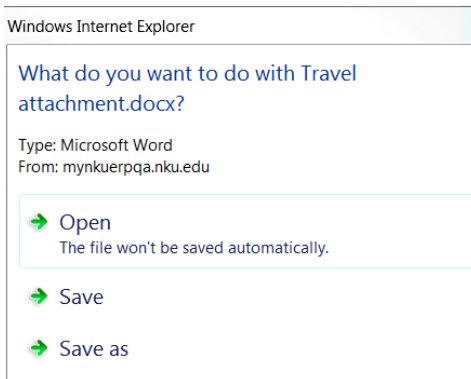 Windows Internet Explorer
What do you want to do with Travel
attachment.docx?
Type: Microsoft Word
From: mynkuerpqa.nku.edu
Open
The file won't be saved automatically.
Save
Save as